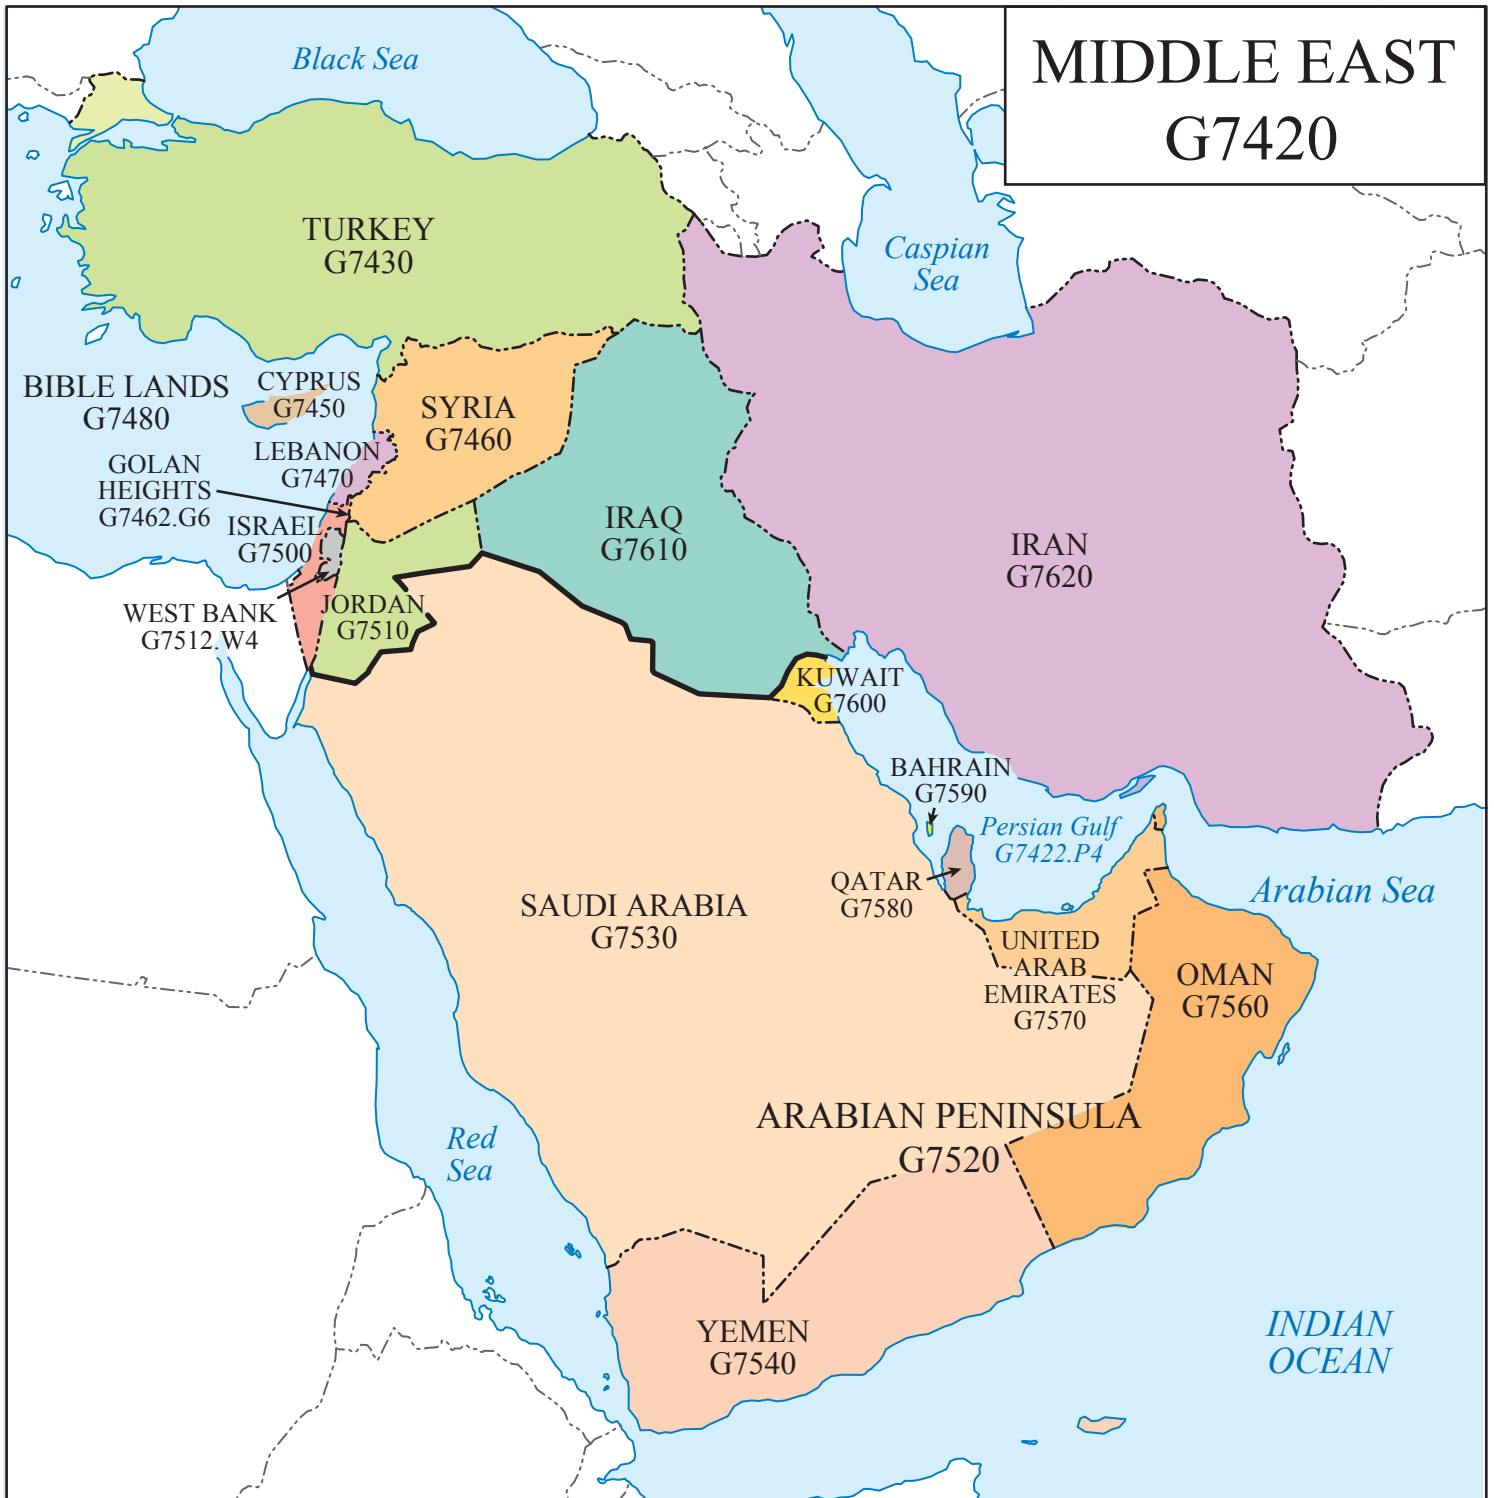 MIDDLE EAST
G7420
Black Sea
TURKEY
G7430
Caspian
Sea
BIBLE LANDS
G7480
CYPRUS
G7450
SYRIA
G7460
LEBANON
G7470
GOLAN
HEIGHTS
G7462.G6
ISRAEL
G7500
IRAQ
G7610
IRAN
G7620
WEST BANK
G7512.W4
JORDAN
G7510
KUWAIT
G7600
BAHRAIN
G7590
Persian Gulf
G7422.P4
QATAR
G7580
Arabian Sea
SAUDI ARABIA
G7530
UNITED
ARAB
EMIRATES
G7570
OMAN
G7560
ARABIAN PENINSULA
G7520
Red
Sea
YEMEN
G7540
INDIAN
OCEAN